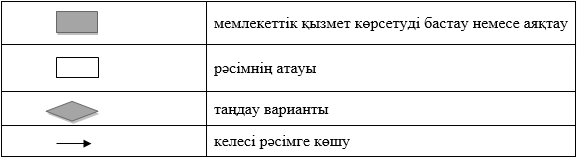 мемлекеттік қызмет көрсетуді бастау немесе аяқтау
рәсімнің атауы
таңдау варианты
келесі рәсімге көшу